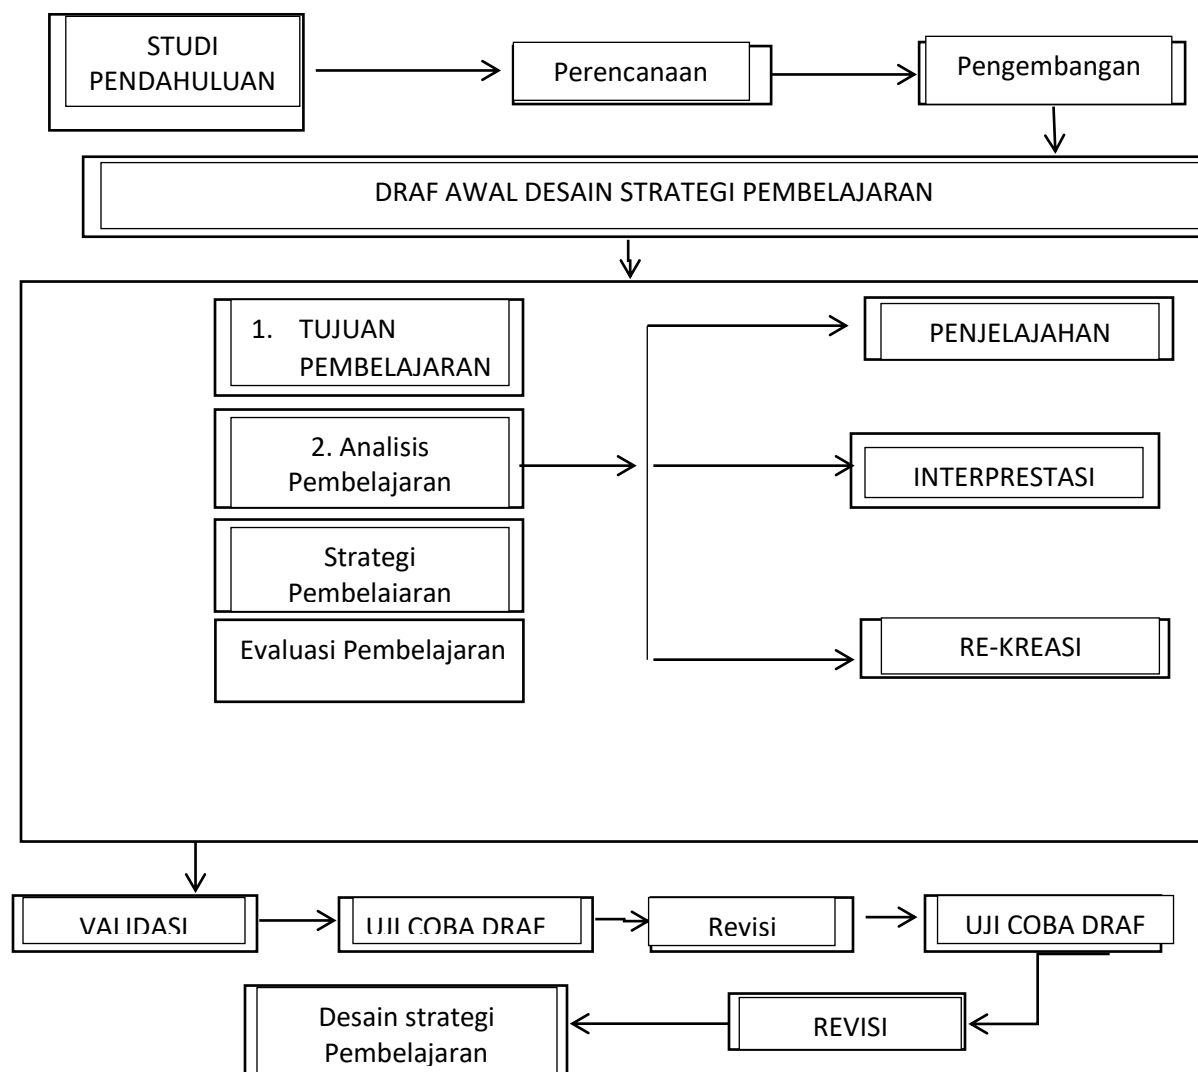 STUDI
PENDAHULUAN
Perencanaan
Pengembangan
DRAF AWAL DESAIN STRATEGI PEMBELAJARAN
1. TUJUAN
PEMBELAJARAN
PENJELAJAHAN
2. Analisis
Pembelajaran
INTERPRESTASI
Strategi
Pembelajaran
Evaluasi Pembelajaran
RE-KREASI
VALIDASI
UJI COBA DRAF
Revisi
UJI COBA DRAF
Desain strategi
Pembelajaran
REVISI